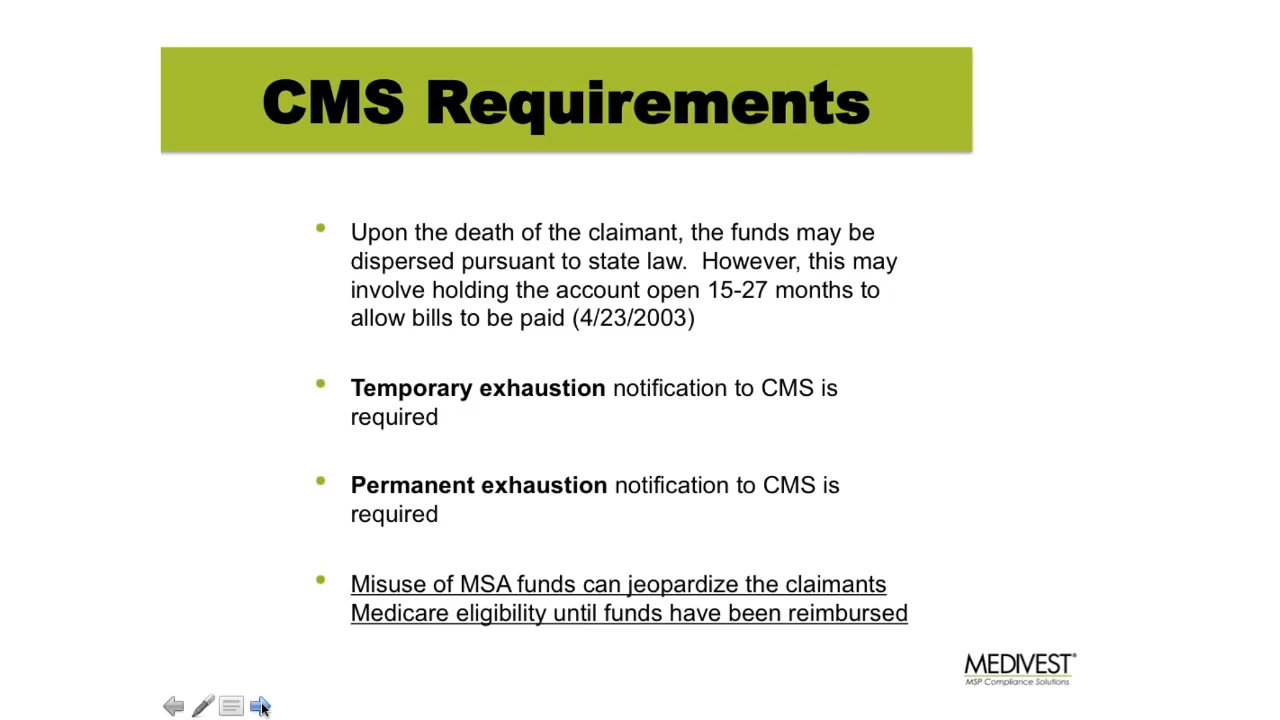 CMS Requirements
• Upon the death of the claimant, the funds may be
dispersed pursuant to state law.  However, this may
involve holding the account open 15-27 months to
allow bills to be paid (4/23/2003)
• Temporary exhaustion notification to CMS is
required
• Permanent exhaustion notification to CMS is
required
• Misuse of MSA funds can jeopardize the claimants
Medicare eligibility until funds have been reimbursed
MEDIVEST®
MSP Compliance Solutions